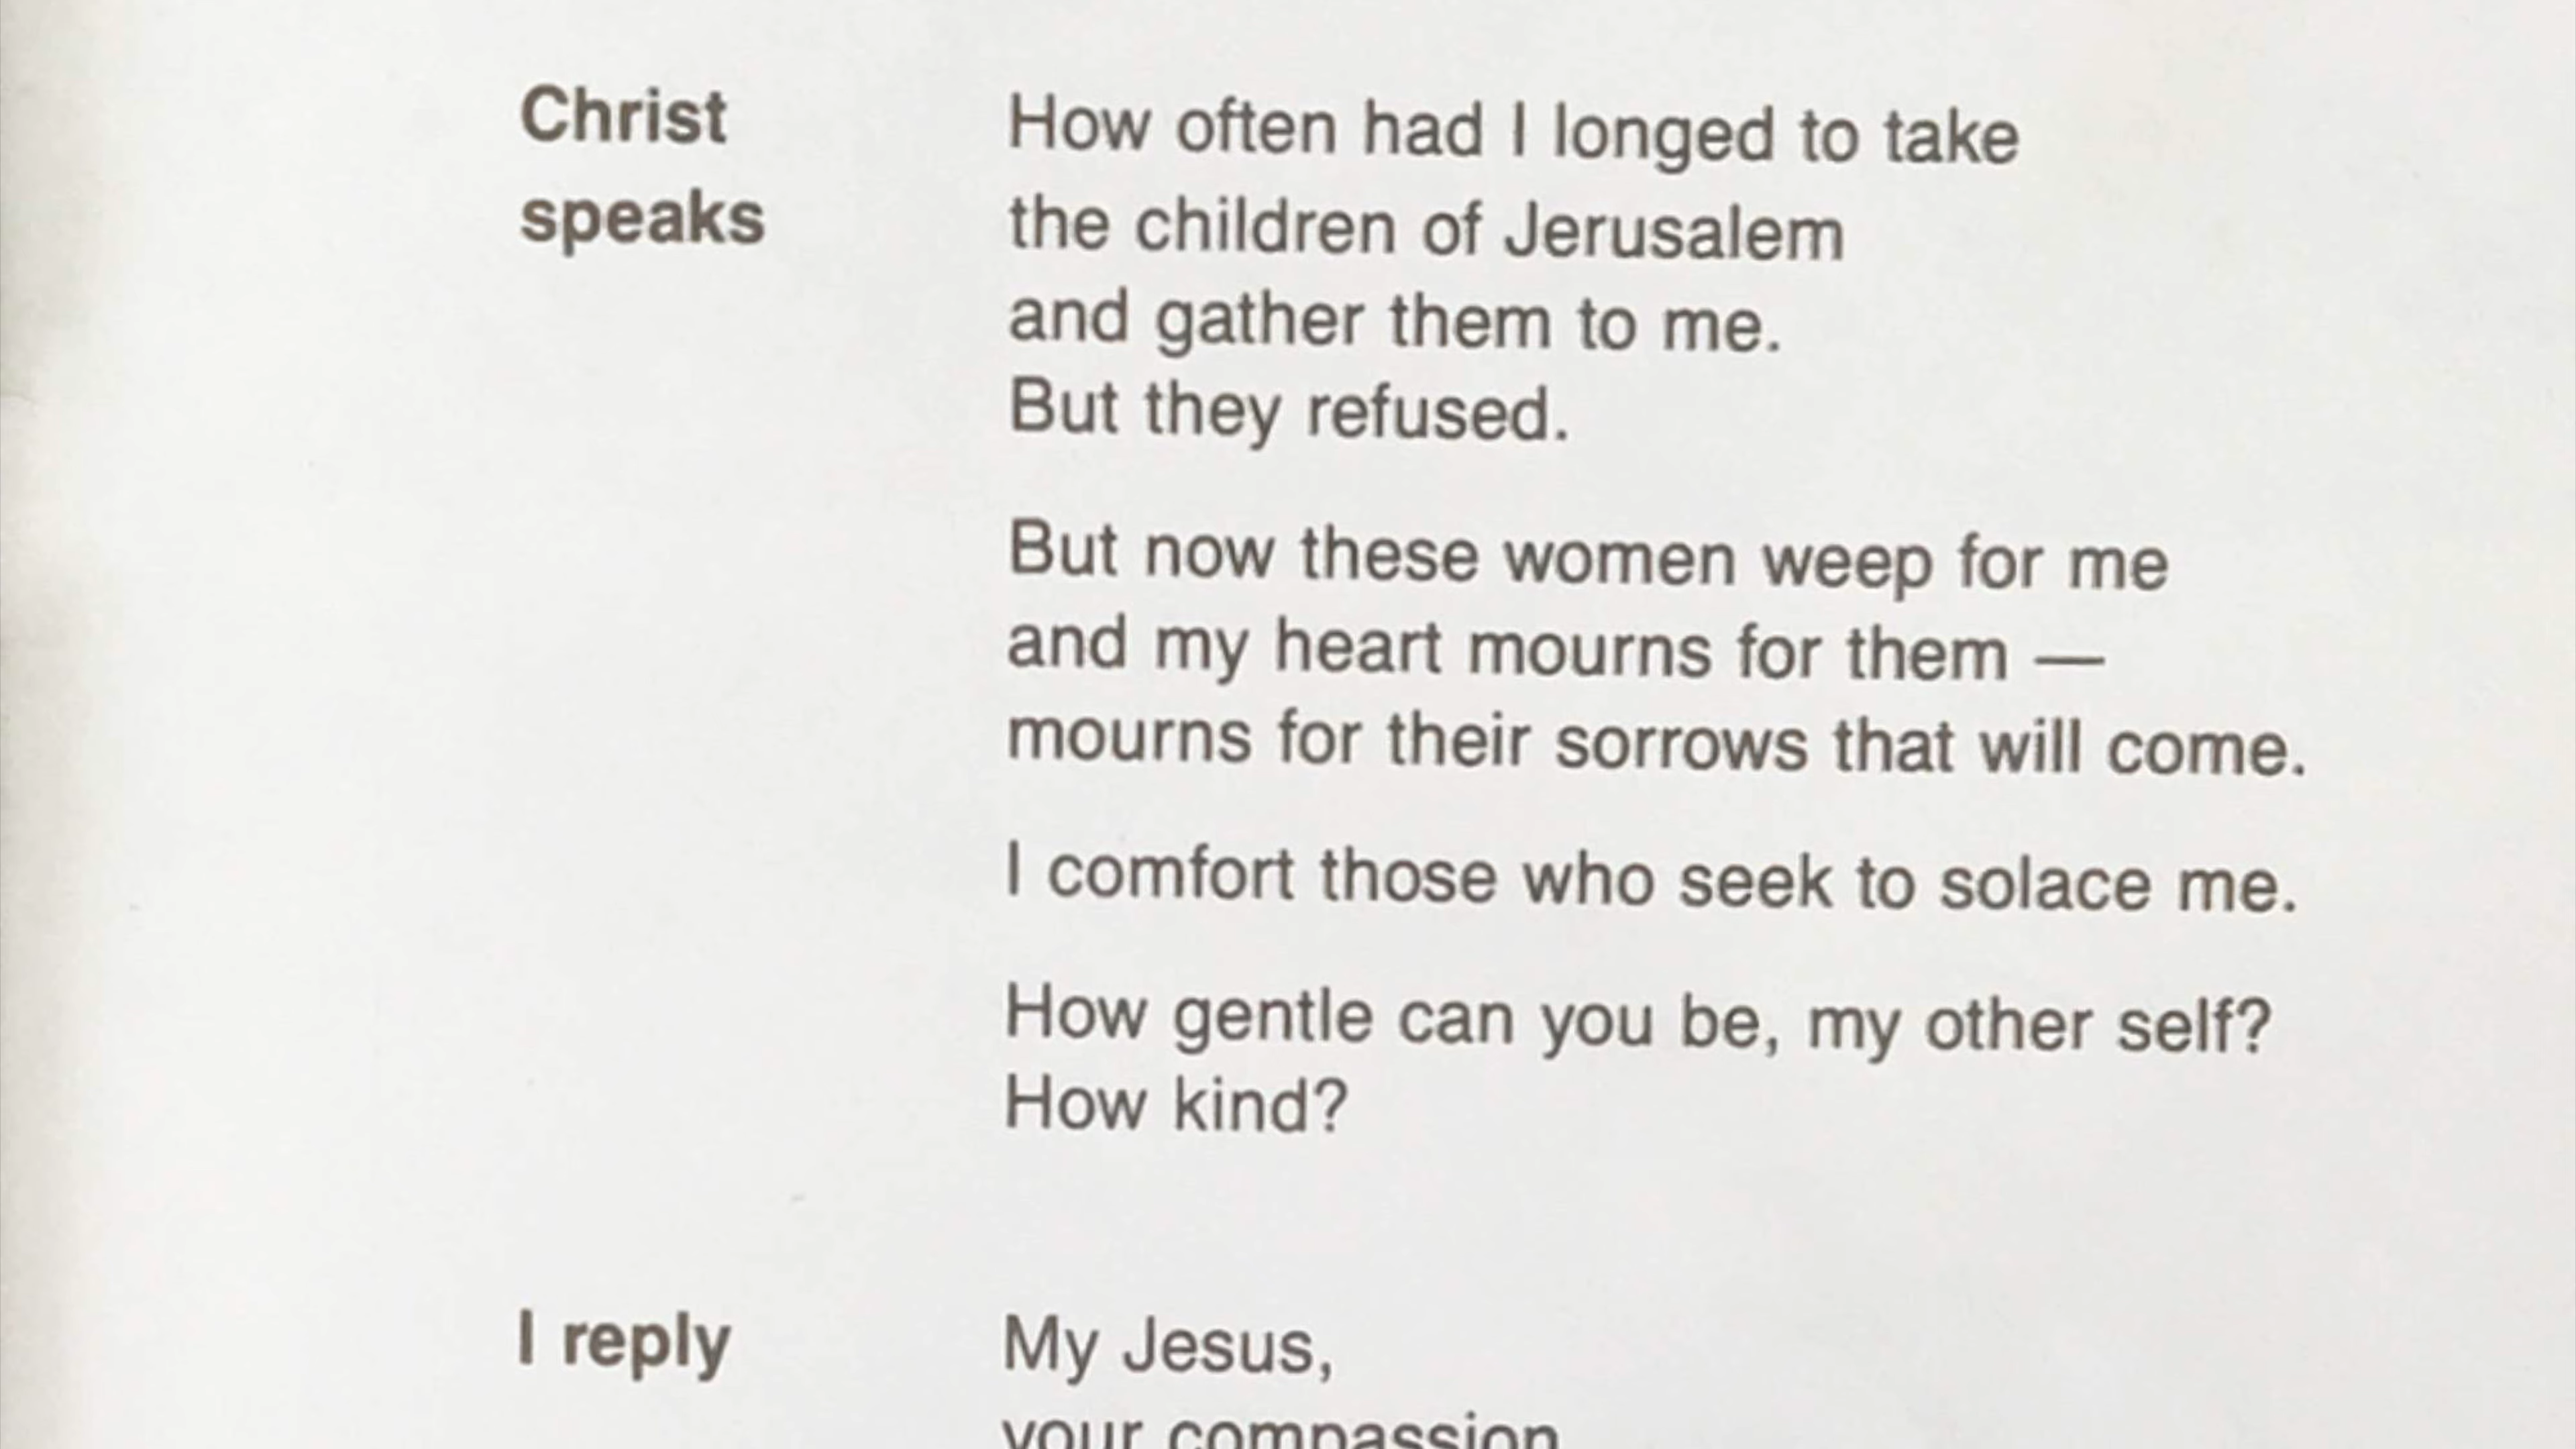 Christ
speaks
How often had I longed to take
the children of Jerusalem
and gather them to me.
But they refused.
But now these women weep for me
and my heart mourns for them —
mourns for their sorrows that will come.
I comfort those who seek to solace me.
How gentle can you be, my other self?
How kind?
I reply
My Jesus,
your compassion